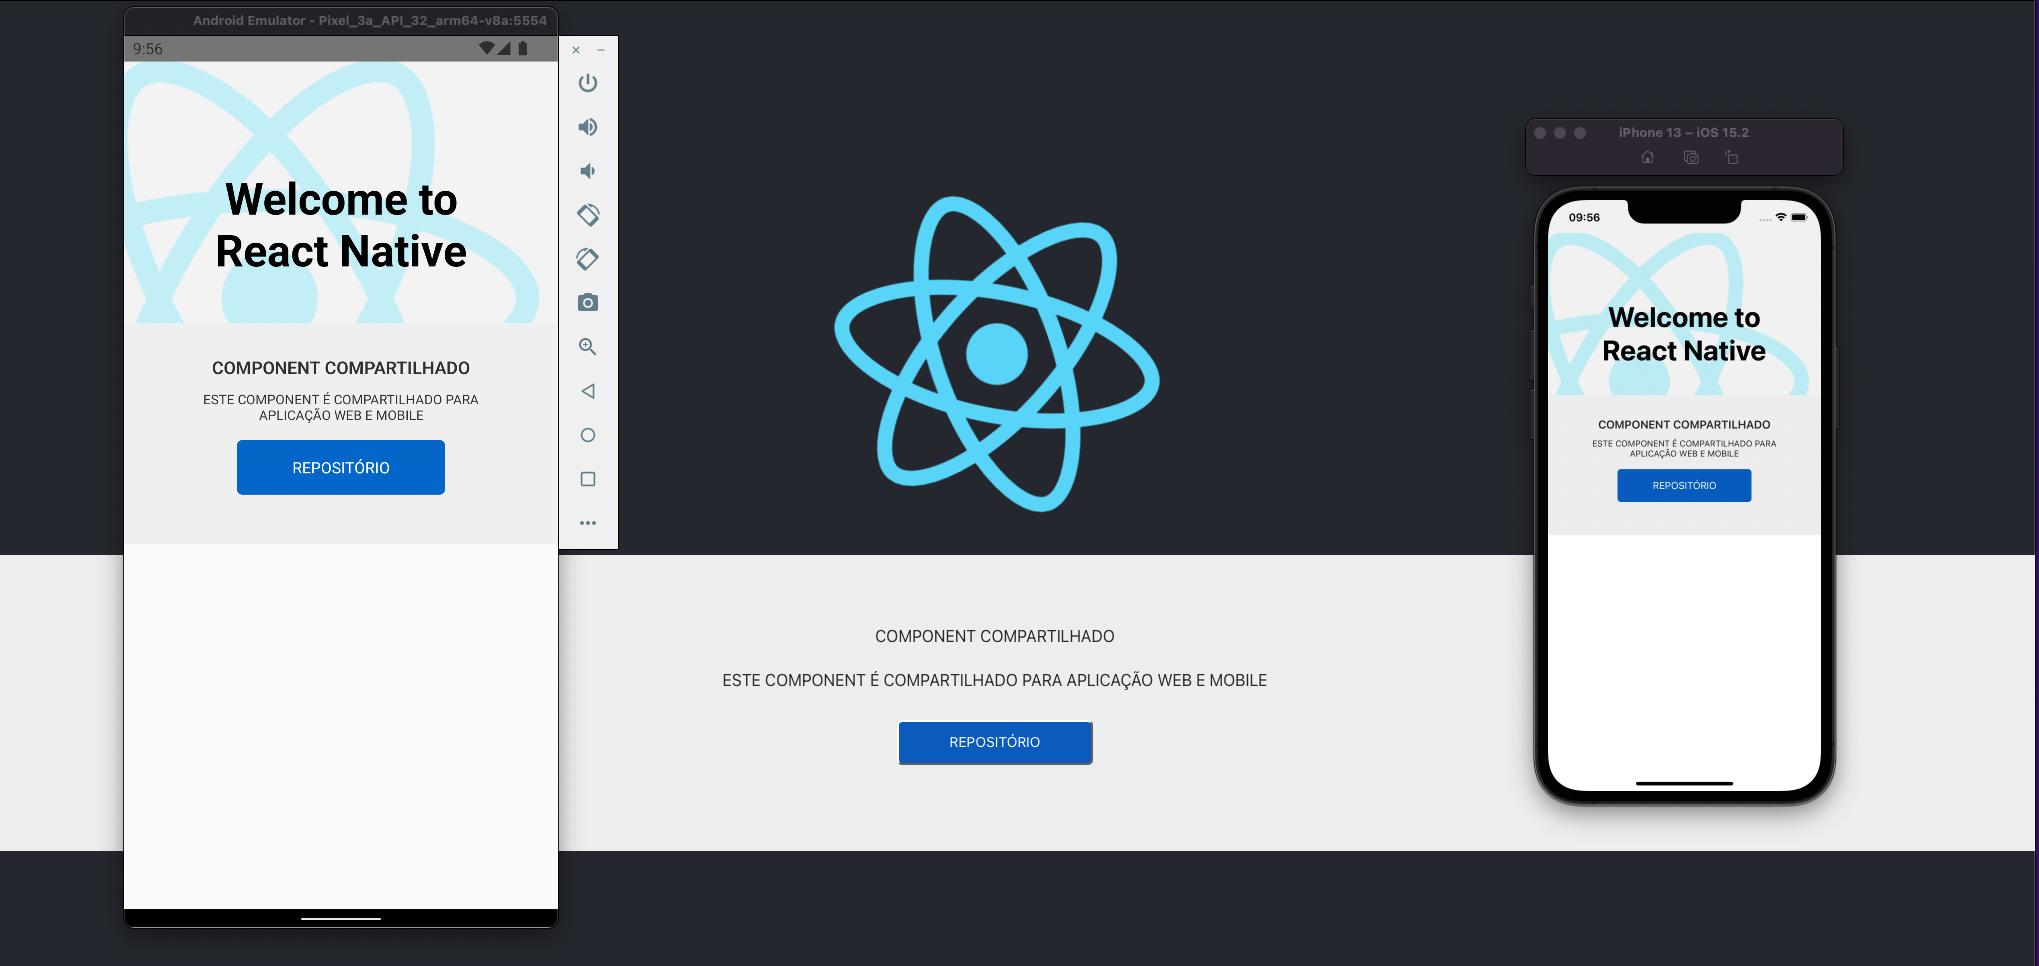 Android Emulator - Pixel_3a_API_32_arm64-v8a:5554
9:56
Welcome to
React Native
COMPONENT COMPARTILHADO
ESTE COMPONENT É COMPARTILHADO PARA
APLICAÇÃO WEB E MOBILE
REPOSITÓRIO
COMPONENT COMPARTILHADO
ESTE COMPONENT É COMPARTILHADO PARA APLICAÇÃO WEB E MOBILE
REPOSITÓRIO
iPhone 13 – iOS 15.2
09:56
Welcome to
React Native
COMPONENT COMPARTILHADO
ESTE COMPONENT É COMPARTILHADO PARA
APLICAÇÃO WEB E MOBILE
REPOSITÓRIO